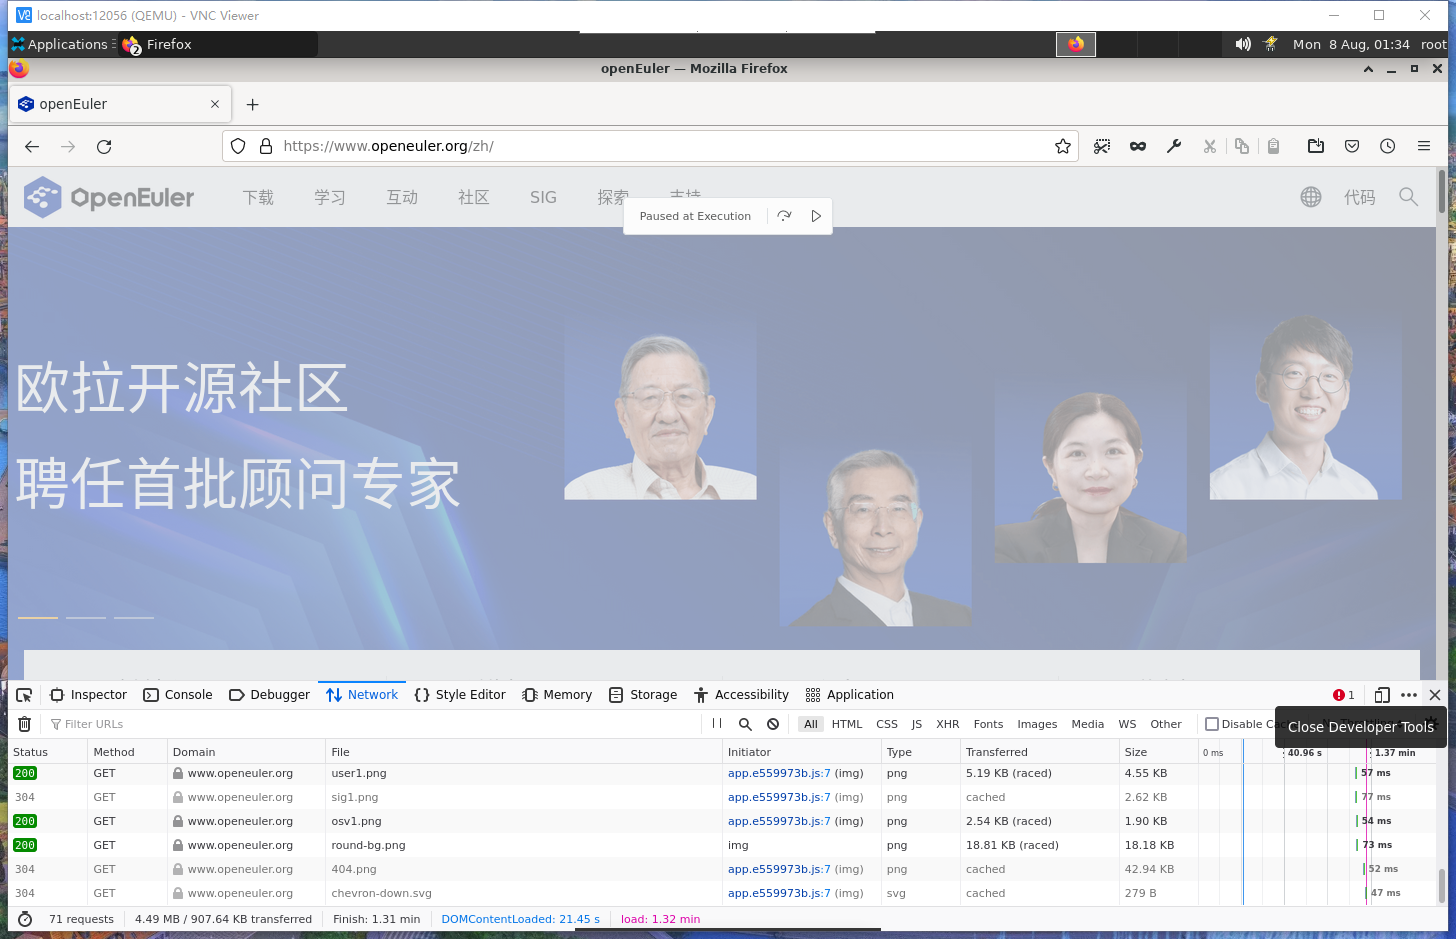 localhost:12056 (QEMU) - VNC Viewer
Applications
2
Firefox
Mon 8 Aug, 01:34 root
openEuler — Mozilla Firefox
openEuler
https://www.openeuler.org/zh/
OpenEuler
下载 学习 互动 社区 SIG 探索 支持
代码
Paused at Execution
欧拉开源社区
聘任首批顾问专家
Inspector Console Debugger Network Style Editor Memory Storage Accessibility Application
1
Filter URLs
All HTML CSS JS XHR Fonts Images Media WS Other
Disable
Close Developer Tools
Status Method Domain File Initiator Type Transferred Size 0 ms 40.96 s 1.37 min
200 GET www.openeuler.org user1.png app.e559973b.js:7 (img) png 5.19 KB (raced) 4.55 KB 57 ms
304 GET www.openeuler.org sig1.png app.e559973b.js:7 (img) png cached 2.62 KB 77 ms
200 GET www.openeuler.org osv1.png app.e559973b.js:7 (img) png 2.54 KB (raced) 1.90 KB 54 ms
200 GET www.openeuler.org round-bg.png img png 18.81 KB (raced) 18.18 KB 73 ms
304 GET www.openeuler.org 404.png app.e559973b.js:7 (img) png cached 42.94 KB 52 ms
304 GET www.openeuler.org chevron-down.svg app.e559973b.js:7 (img) svg cached 279 B 47 ms
71 requests 4.49 MB / 907.64 KB transferred Finish: 1.31 min DOMContentLoaded: 21.45 s load: 1.32 min